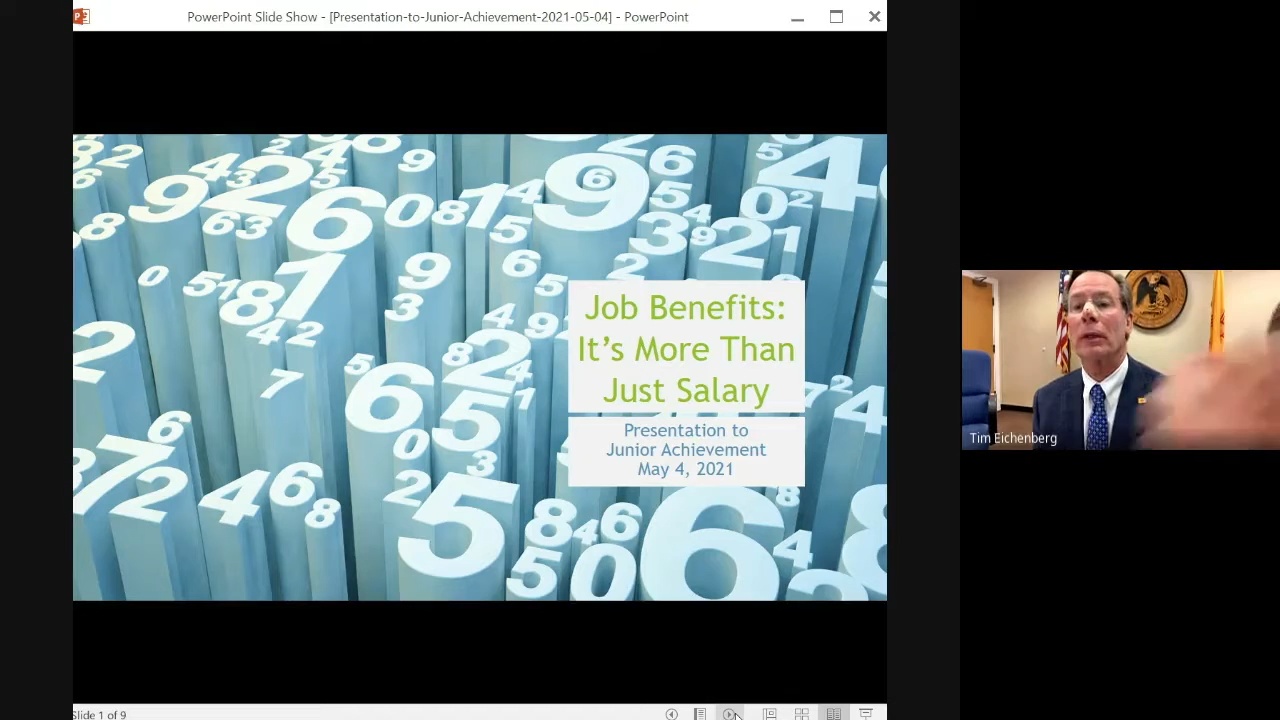 PowerPoint Slide Show - [Presentation-to-Junior-Achievement-2021-05-04] - PowerPoint
Job Benefits:
It's More Than
Just Salary
Presentation to
Junior Achievement
May 4, 2021
Tim Eichenberg
Slide 1 of 9